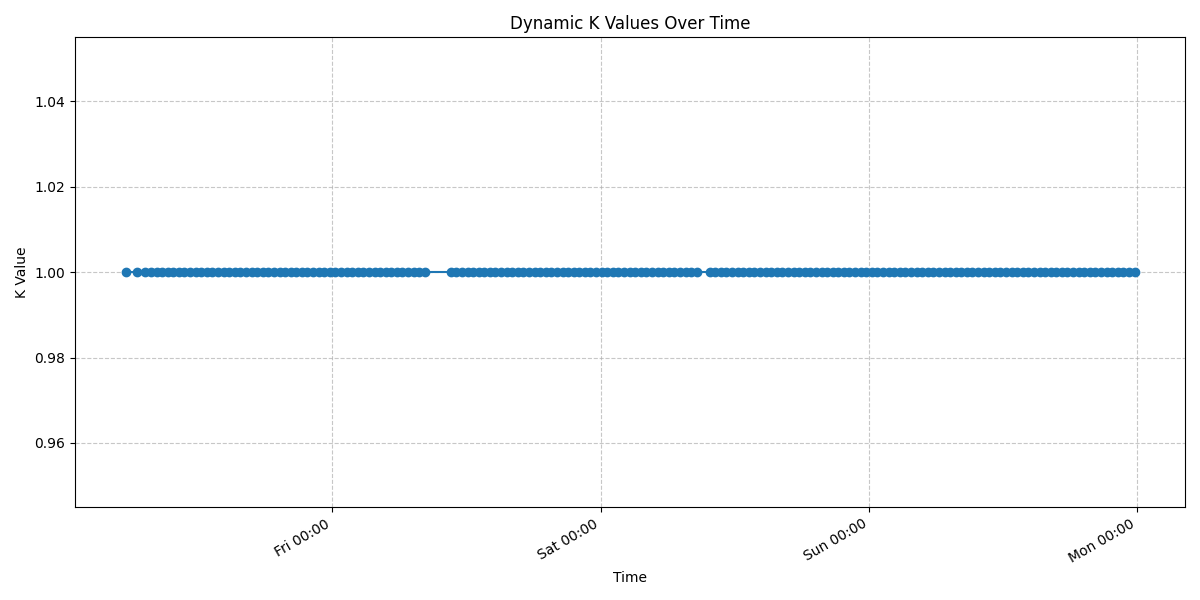 Dynamic K Values Over Time
1.04
1.02
1.00
0.98
0.96
K Value
Fri 00:00
Sat 00:00
Sun 00:00
Mon 00:00
Time